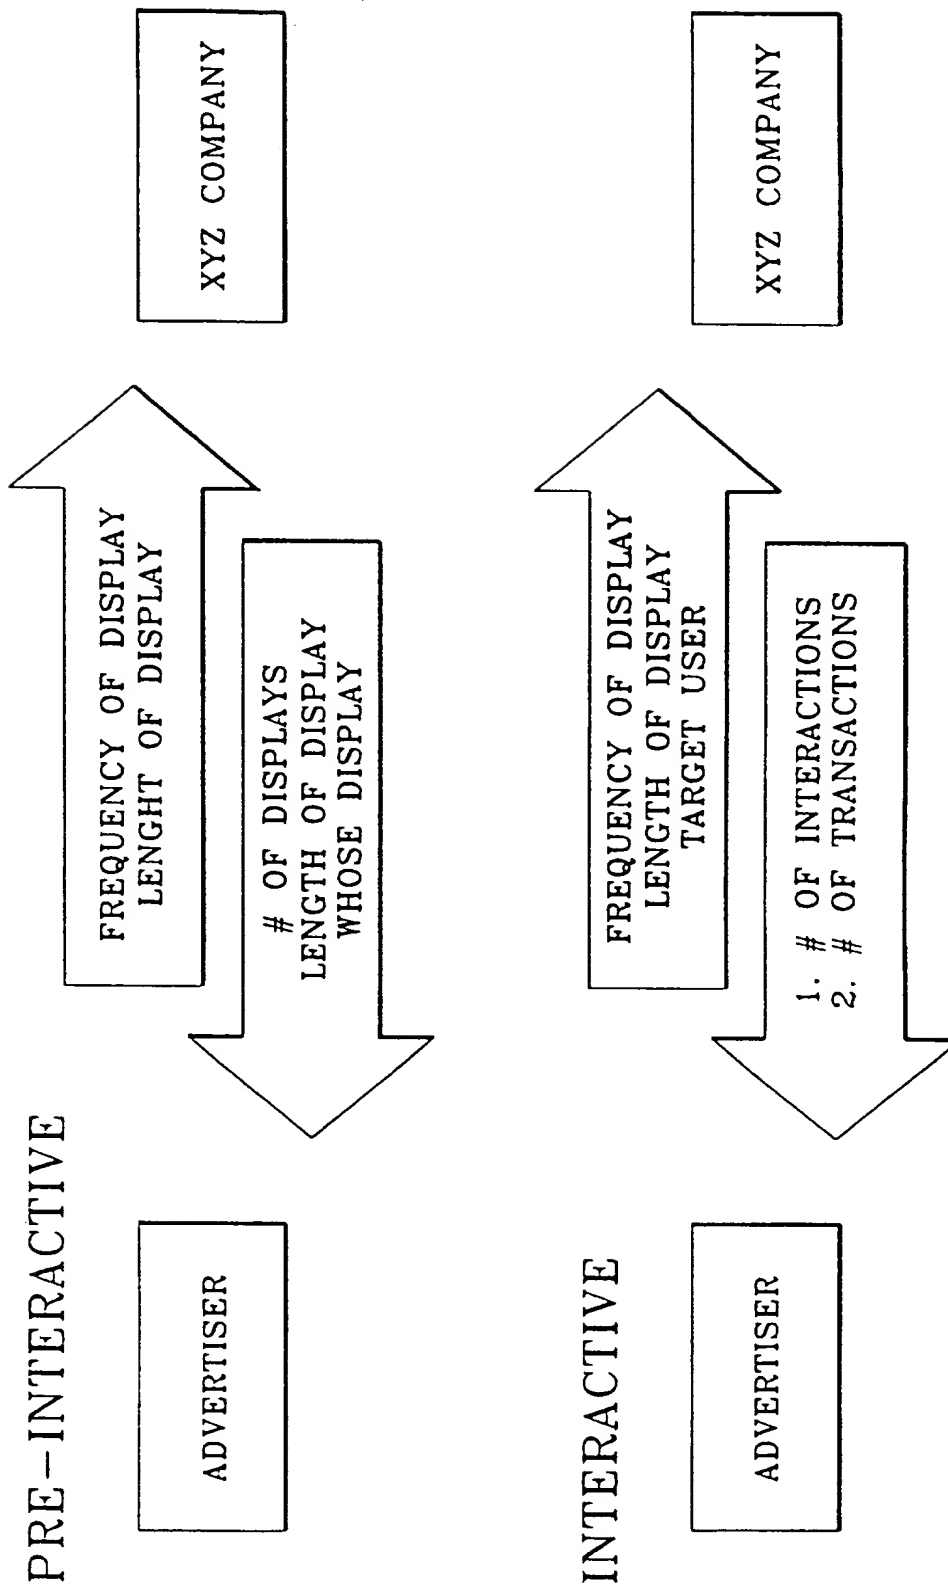 PRE-INTERACTIVE
ADVERTISER
FREQUENCY OF DISPLAY
LENGHT OF DISPLAY
# OF DISPLAYS
LENGTH OF DISPLAY
WHOSE DISPLAY
XYZ COMPANY
INTERACTIVE
ADVERTISER
FREQUENCY OF DISPLAY
LENGTH OF DISPLAY
TARGET USER
1. # OF INTERACTIONS
2. # OF TRANSACTIONS
XYZ COMPANY